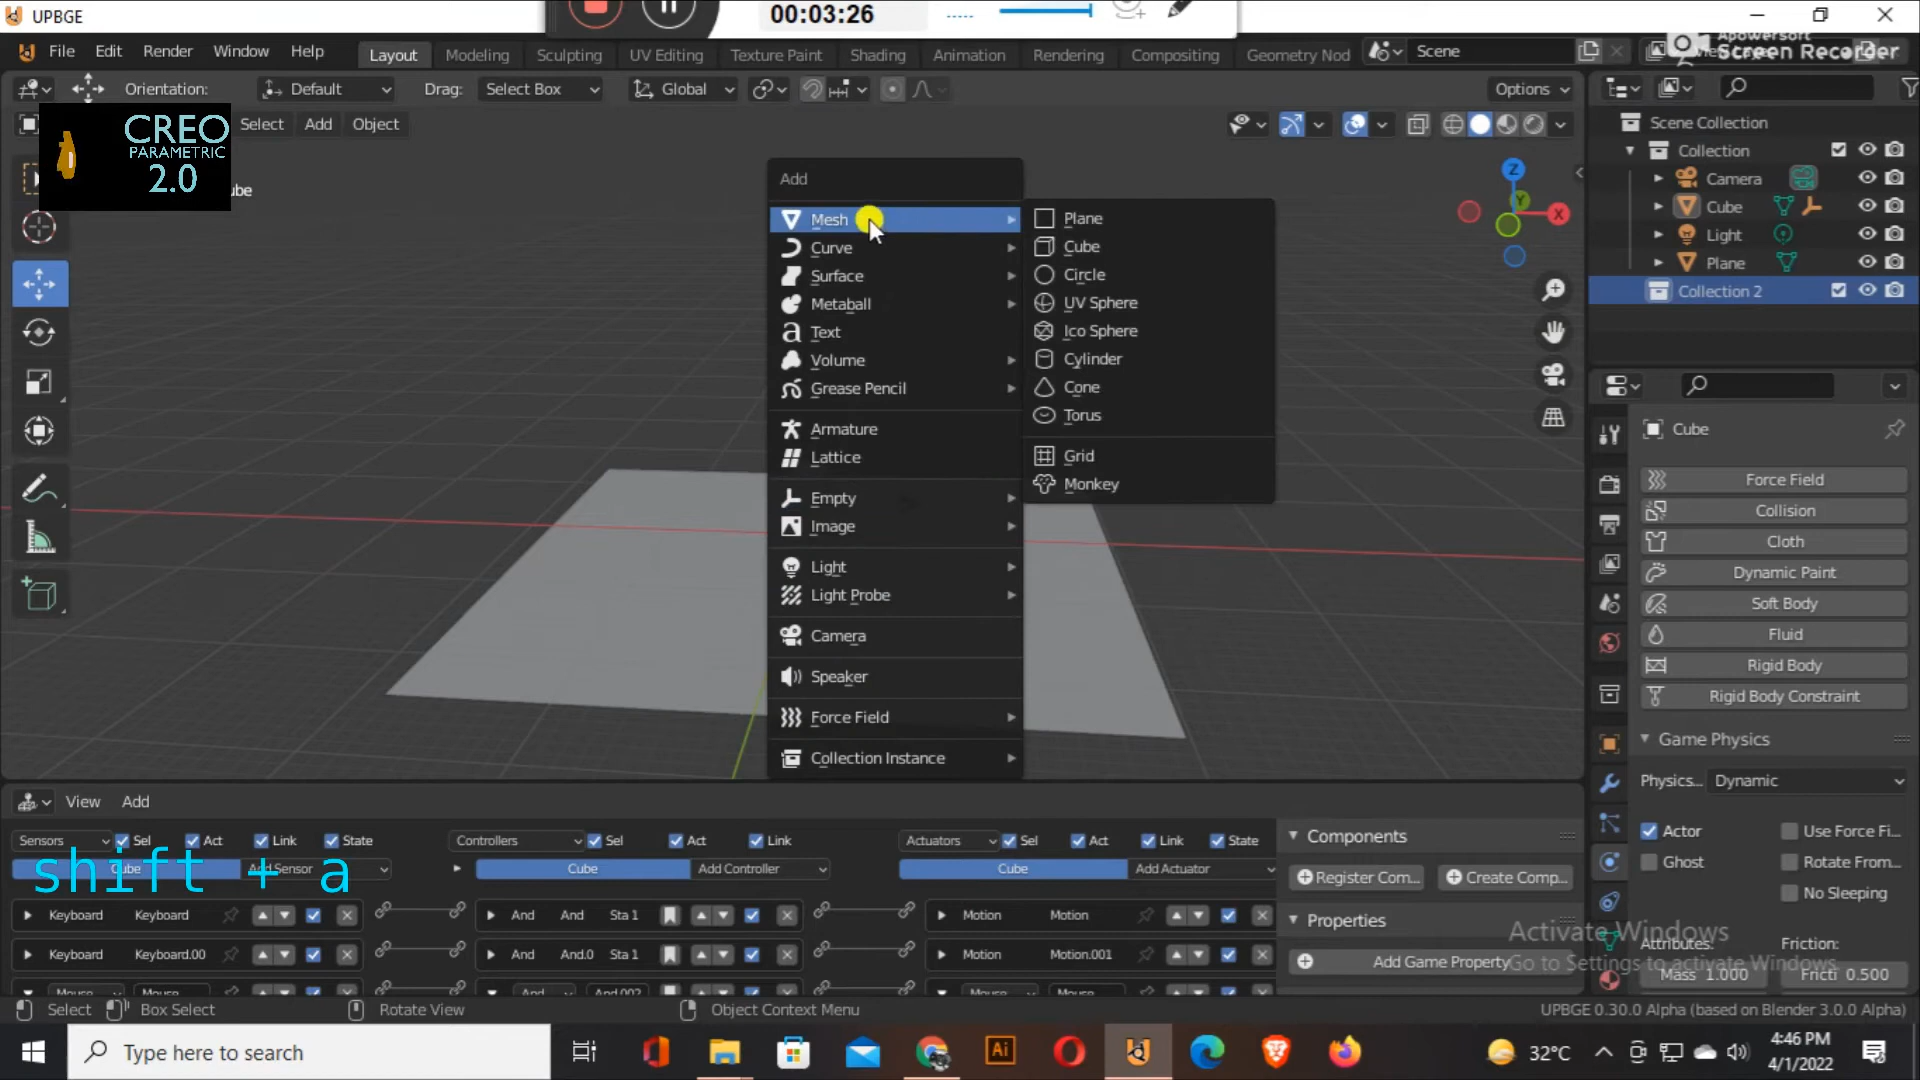 UPBGE
00:03:26
File Edit Render Window Help
Layout Modeling Sculpting UV Editing Texture Paint Shading Animation Rendering Compositing Geometry Nod
Scene
Apowersoft
Screen Recorder
Orientation: Default Drag: Select Box Global Options
Select Add Object
CREO
PARAMETRIC
2.0
ube
Add
Mesh
Curve
Surface
Metaball
Text
Volume
Grease Pencil
Armature
Lattice
Empty
Image
Light
Light Probe
Camera
Speaker
Force Field
Collection Instance
Plane
Cube
Circle
UV Sphere
Ico Sphere
Cylinder
Cone
Torus
Grid
Monkey
Z
Y
X
Scene Collection
Collection
Camera
Cube
Light
Plane
Collection 2
Cube
Force Field
Collision
Cloth
Dynamic Paint
Soft Body
Fluid
Rigid Body
Rigid Body Constraint
Game Physics
Physics... Dynamic
Actor Use Force Fi...
Ghost Rotate From...
No Sleeping
Attributes: Friction:
Mass 1.000 Fricti 0.500
View Add
Sensors Sel Act Link State Controllers Sel Act Link Actuators Sel Act Link State
Cube Add Sensor Cube Add Controller Cube Add Actuator
shift + a
Keyboard Keyboard And And Sta 1 Motion Motion
Keyboard Keyboard.00 And And.0 Sta 1 Motion Motion.001
Mouse Mouse And And.002 Mouse Mouse
Components
Register Com... Create Comp...
Properties
Add Game Property
Activate Windows
Go to Settings to activate Windows.
Select Box Select Rotate View Object Context Menu UPBGE 0.30.0 Alpha (based on Blender 3.0.0 Alpha)
Type here to search
Ai
32°C
4:46 PM
4/1/2022